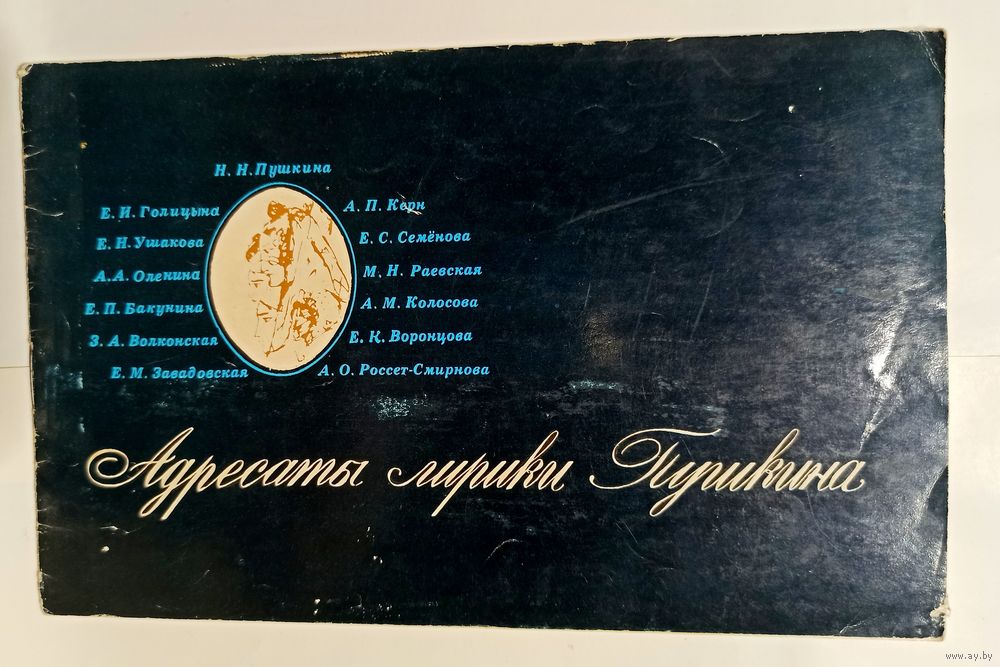 Н. Н. Пушкина
Е. И. Голицына
Е. Н. Ушакова
А. А. Оленина
Е. П. Бакунина
З. А. Волконская
Е. М. Завадовская
А. П. Керн
Е. С. Семёнова
М. Н. Раевская
А. М. Колосова
Е. К. Воронцова
А. О. Россет-Смирнова
Адресаты лирики Пушкина
www.ay.by